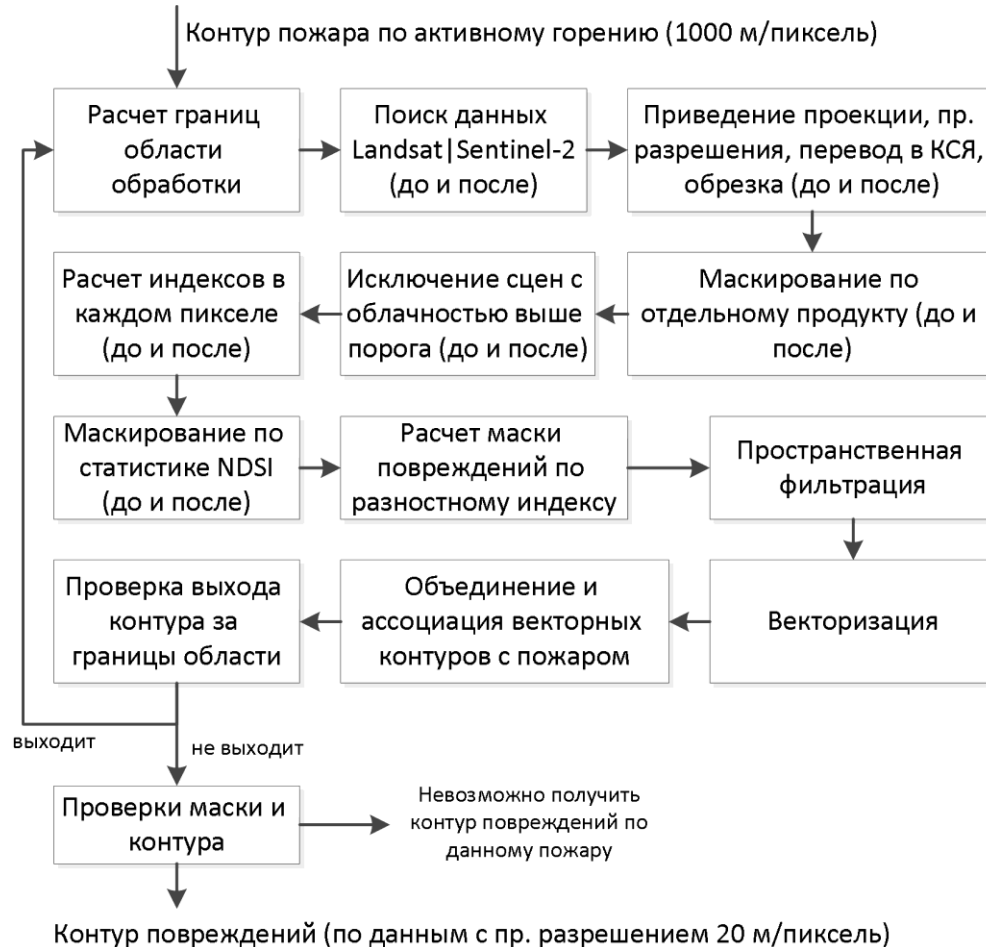 Контур пожара по активному горению (1000 м/пиксель)
Расчет границ
области
обработки
Поиск данных
Landsat|Sentinel-2
(до и после)
Приведение проекции, пр.
разрешения, перевод в КСЯ,
обрезка (до и после)
Расчет индексов в
каждом пикселе
(до и после)
Исключение сцен с
облачностью выше
порога (до и после)
Маскирование по
отдельному продукту (до и
после)
Маскирование по
статистике NDSI
(до и после)
Расчет маски
повреждений по
разностному индексу
Пространственная
фильтрация
Проверка выхода
контура за
границы области
Объединение и
ассоциация векторных
контуров с пожаром
Векторизация
выходит
не выходит
Проверки маски и
контура
Невозможно получить
контур повреждений по
данному пожару
Контур повреждений (по данным с пр. разрешением 20 м/пиксель)